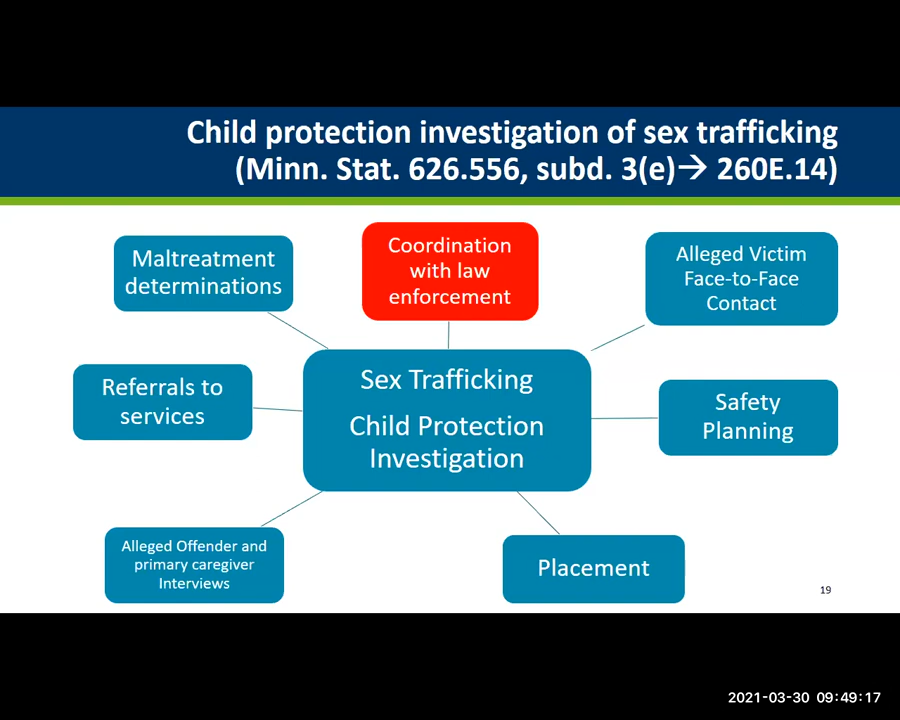 Child protection investigation of sex trafficking
(Minn. Stat. 626.556, subd. 3(e)→ 260E.14)
Maltreatment
determinations
Coordination
with law
enforcement
Alleged Victim
Face-to-Face
Contact
Referrals to
services
Sex Trafficking
Child Protection
Investigation
Safety
Planning
Alleged Offender and
primary caregiver
Interviews
Placement
19
2021-03-30 09:49:17